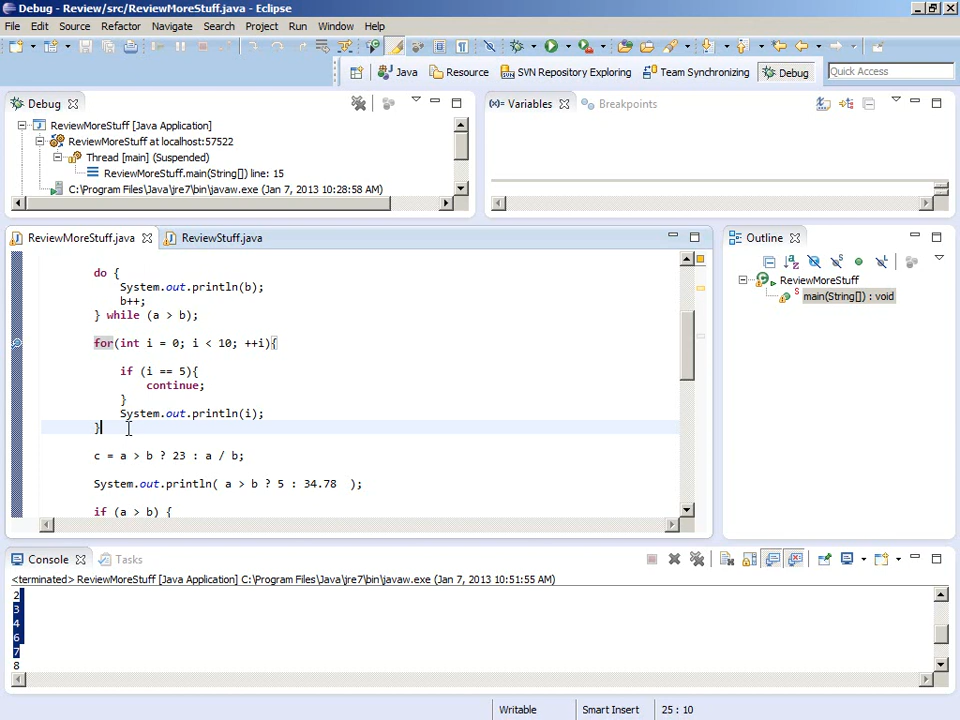 Debug - Review/src/ReviewMoreStuff.java - Eclipse
File Edit Source Refactor Navigate Search Project Run Window Help
Java Resource SVN Repository Exploring Team Synchronizing Debug Quick Access
Debug
ReviewMoreStuff [Java Application]
ReviewMoreStuff at localhost:57522
Thread [main] (Suspended)
ReviewMoreStuff.main(String[]) line: 15
C:\Program Files\Java\jre7\bin\javaw.exe (Jan 7, 2013 10:28:58 AM)
(x)= Variables Breakpoints
ReviewMoreStuff.java ReviewStuff.java
do {
System.out.println(b);
b++;
} while (a > b);
for(int i = 0; i < 10; ++i){
if (i == 5){
continue;
}
System.out.println(i);
}
c = a > b ? 23 : a / b;
System.out.println( a > b ? 5 : 34.78 );
if (a > b) {
Outline
ReviewMoreStuff
main(String[]) : void
Console Tasks
<terminated> ReviewMoreStuff [Java Application] C:\Program Files\Java\jre7\bin\javaw.exe (Jan 7, 2013 10:51:55 AM)
2
3
4
6
7
8
Writable Smart Insert 25 : 10